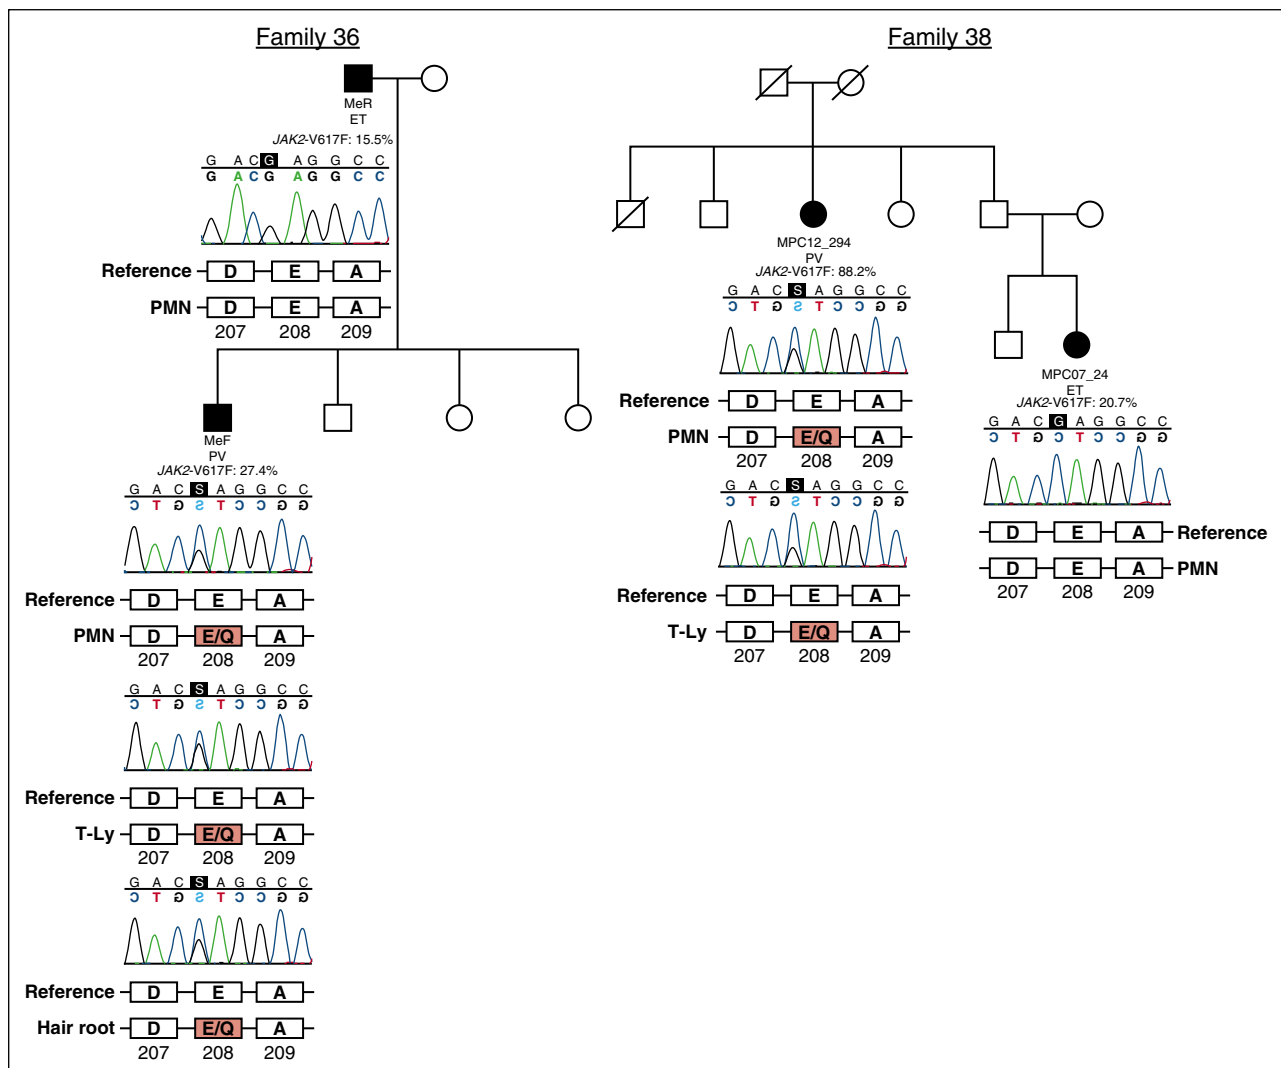 Family 36
MeR
ET
JAK2-V617F: 15.5%
G A C G A G G C C
G A C G A G G C C
Reference D E A
PMN D E A
207 208 209
MeF
PV
JAK2-V617F: 27.4%
G A C S A G G C C
C T G S T C C G G
Reference D E A
PMN D E/Q A
207 208 209
G A C S A G G C C
C T G S T C C G G
Reference D E A
T-Ly D E/Q A
207 208 209
G A C S A G G C C
C T G S T C C G G
Reference D E A
Hair root D E/Q A
207 208 209
Family 38
MPC12_294
PV
JAK2-V617F: 88.2%
G A C S A G G C C
C T G S T C C G G
Reference D E A
PMN D E/Q A
207 208 209
G A C S A G G C C
C T G S T C C G G
Reference D E A
T-Ly D E/Q A
207 208 209
MPC07_24
ET
JAK2-V617F: 20.7%
G A C G A G G C C
C T G C T C C G G
D E A Reference
D E A PMN
207 208 209